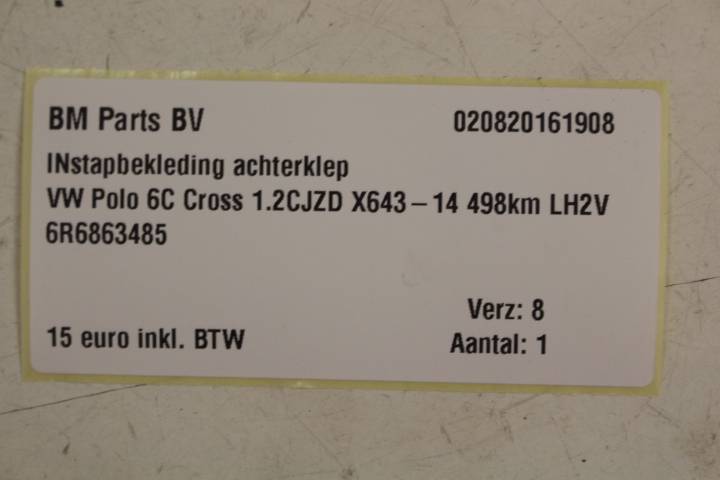 BM Parts BV 020820161908
INstapbekleding achterklep
VW Polo 6C Cross 1.2CJZD X643-14 498km LH2V
6R6863485
Verz: 8
15 euro inkl. BTW Aantal: 1